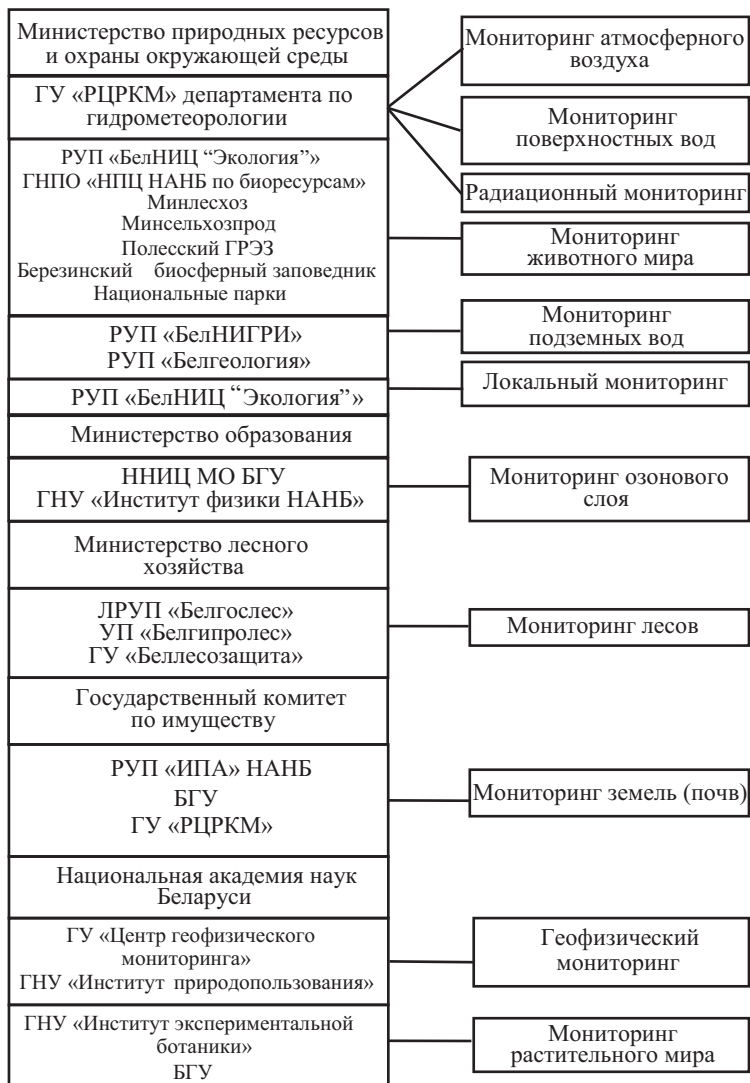 Министерство природных ресурсов
и охраны окружающей среды
ГУ «РЦРКМ» департамента по
гидрометеорологии
Мониторинг атмосферного
воздуха
Мониторинг
поверхностных вод
Радиационный мониторинг
РУП «БелНИЦ “Экология”»
ГНПО «НПЦ НАНБ по биоресурсам»
Минлесхоз
Минсельхозпрод
Полесский ГРЭЗ
Березинский биосферный заповедник
Национальные парки
Мониторинг
животного мира
РУП «БелНИГРИ»
РУП «Белгеология»
Мониторинг
подземных вод
РУП «БелНИЦ “Экология”»
Локальный мониторинг
Министерство образования
ННИЦ МО БГУ
ГНУ «Институт физики НАНБ»
Мониторинг озонового
слоя
Министерство лесного
хозяйства
ЛРУП «Белгослес»
УП «Белгипролес»
ГУ «Беллесозащита»
Мониторинг лесов
Государственный комитет
по имуществу
РУП «ИПА» НАНБ
БГУ
ГУ «РЦРКМ»
Мониторинг земель (почв)
Национальная академия наук
Беларуси
ГУ «Центр геофизического
мониторинга»
ГНУ «Институт природопользования»
Геофизический
мониторинг
ГНУ «Институт экспериментальной
ботаники»
БГУ
Мониторинг
растительного мира